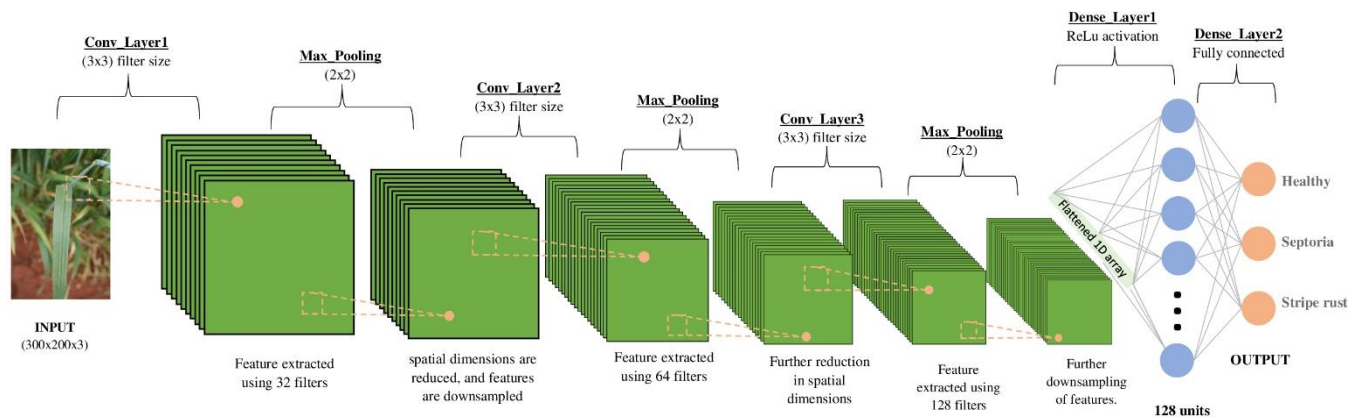 Conv_Layer1
(3x3) filter size
Max_Pooling
(2x2)
Conv_Layer2
(3x3) filter size
Max_Pooling
(2x2)
Conv_Layer3
(3x3) filter size
Max_Pooling
(2x2)
Dense_Layer1
ReLu activation
Dense_Layer2
Fully connected
INPUT
(300x200x3)
Feature extracted
using 32 filters
spatial dimensions are
reduced, and features
are downsampled
Feature extracted
using 64 filters
Further reduction
in spatial
dimensions
Feature
extracted using
128 filters
Further
downsampling
of features.
Flattened 1D array
128 units
Healthy
Septoria
Stripe rust
OUTPUT